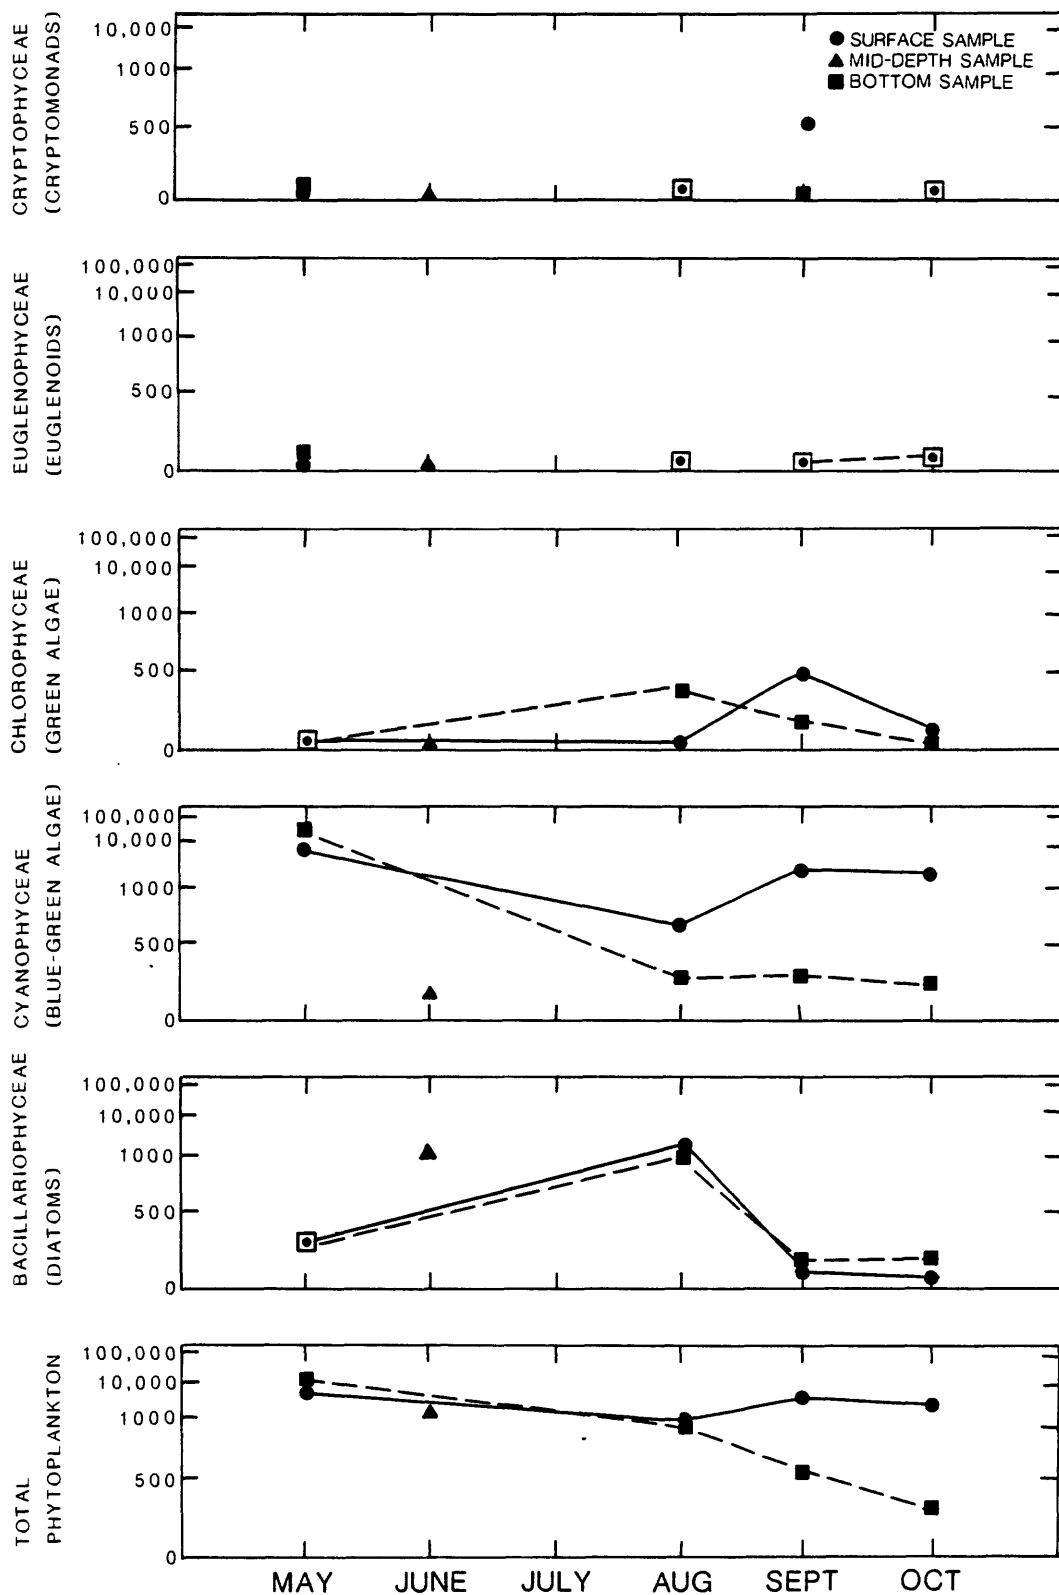 CRYPTOPHYCEAE
(CRYPTOMONADS)
10,000
1000
500
0
● SURFACE SAMPLE
▲ MID-DEPTH SAMPLE
■ BOTTOM SAMPLE
EUGLENOPHYCEAE
(EUGLENOIDS)
100,000
10,000
1000
500
0
CHLOROPHYCEAE
(GREEN ALGAE)
100,000
10,000
1000
500
0
CYANOPHYCEAE
(BLUE-GREEN ALGAE)
100,000
10,000
1000
500
0
BACILLARIOPHYCEAE
(DIATOMS)
100,000
10,000
1000
500
0
TOTAL
PHYTOPLANKTON
100,000
10,000
1000
500
0
MAY JUNE JULY AUG SEPT OCT